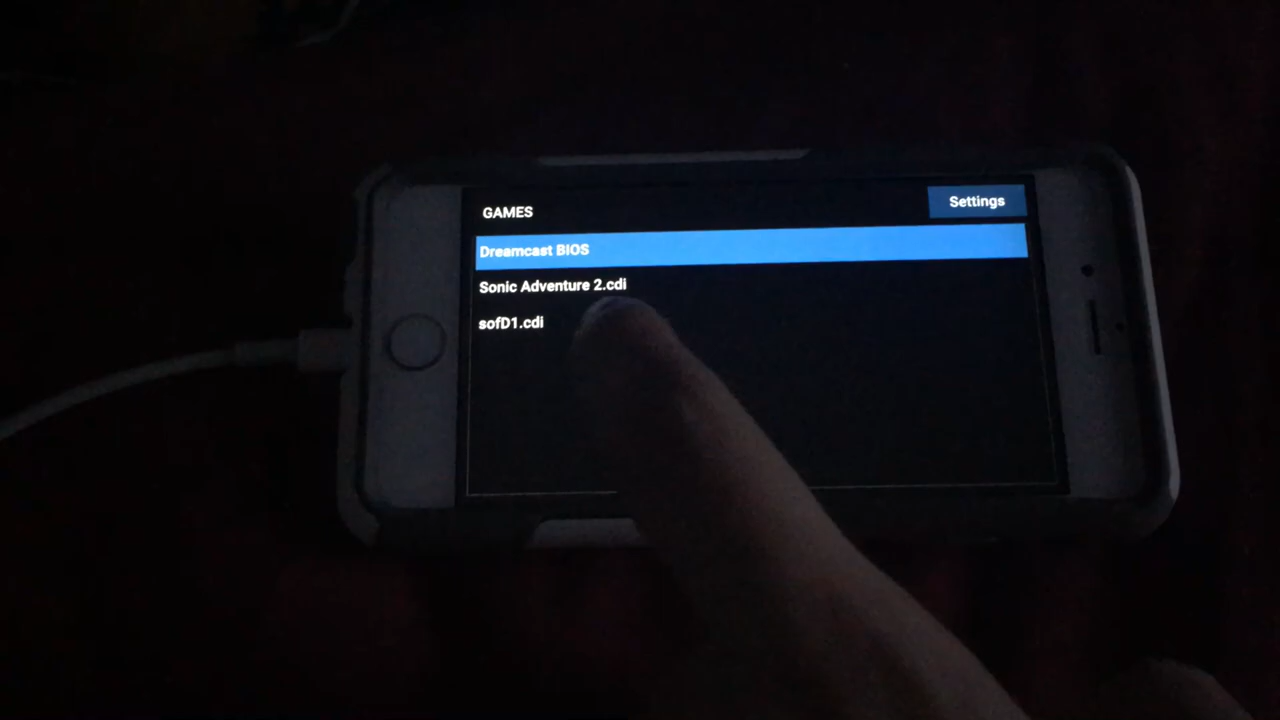 GAMES
Settings
Dreamcast BIOS
Sonic Adventure 2.cdi
sofD1.cdi